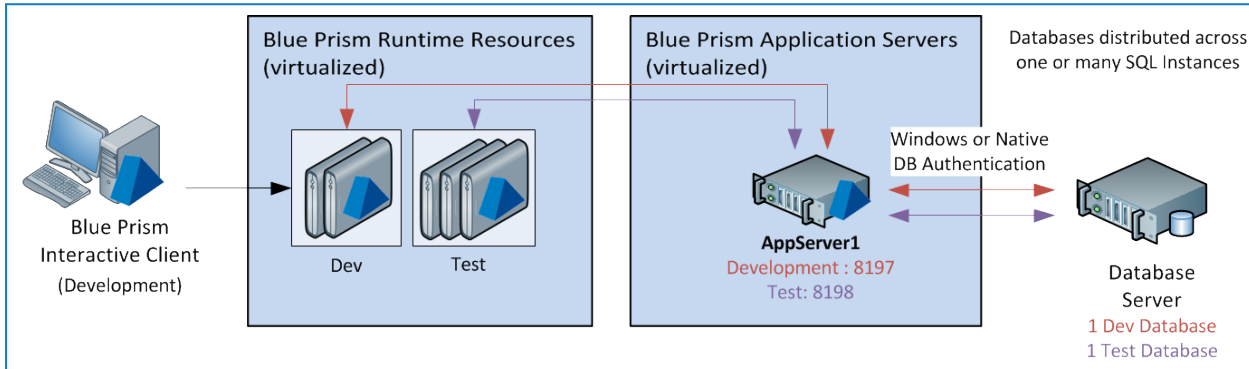 Blue Prism Runtime Resources
(virtualized)
Blue Prism Application Servers
(virtualized)
Databases distributed across
one or many SQL Instances
Windows or Native
DB Authentication
Blue Prism
Interactive Client
(Development)
Dev
Test
AppServer1
Development : 8197
Test: 8198
Database
Server
1 Dev Database
1 Test Database